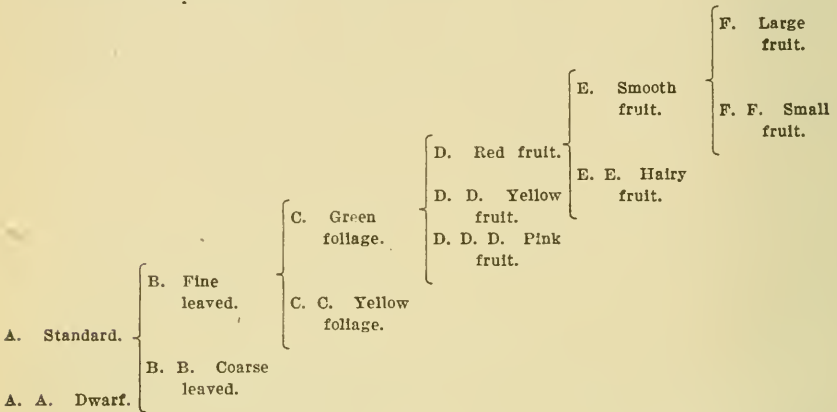 F. Large
fruit.
F. F. Small
fruit.
E. Smooth
fruit.
E. E. Hairy
fruit.
D. Red fruit.
D. D. Yellow
fruit.
D. D. D. Pink
fruit.
C. Green
foliage.
C. C. Yellow
foliage.
B. Fine
leaved.
B. B. Coarse
leaved.
A. Standard.
A. A. Dwarf.